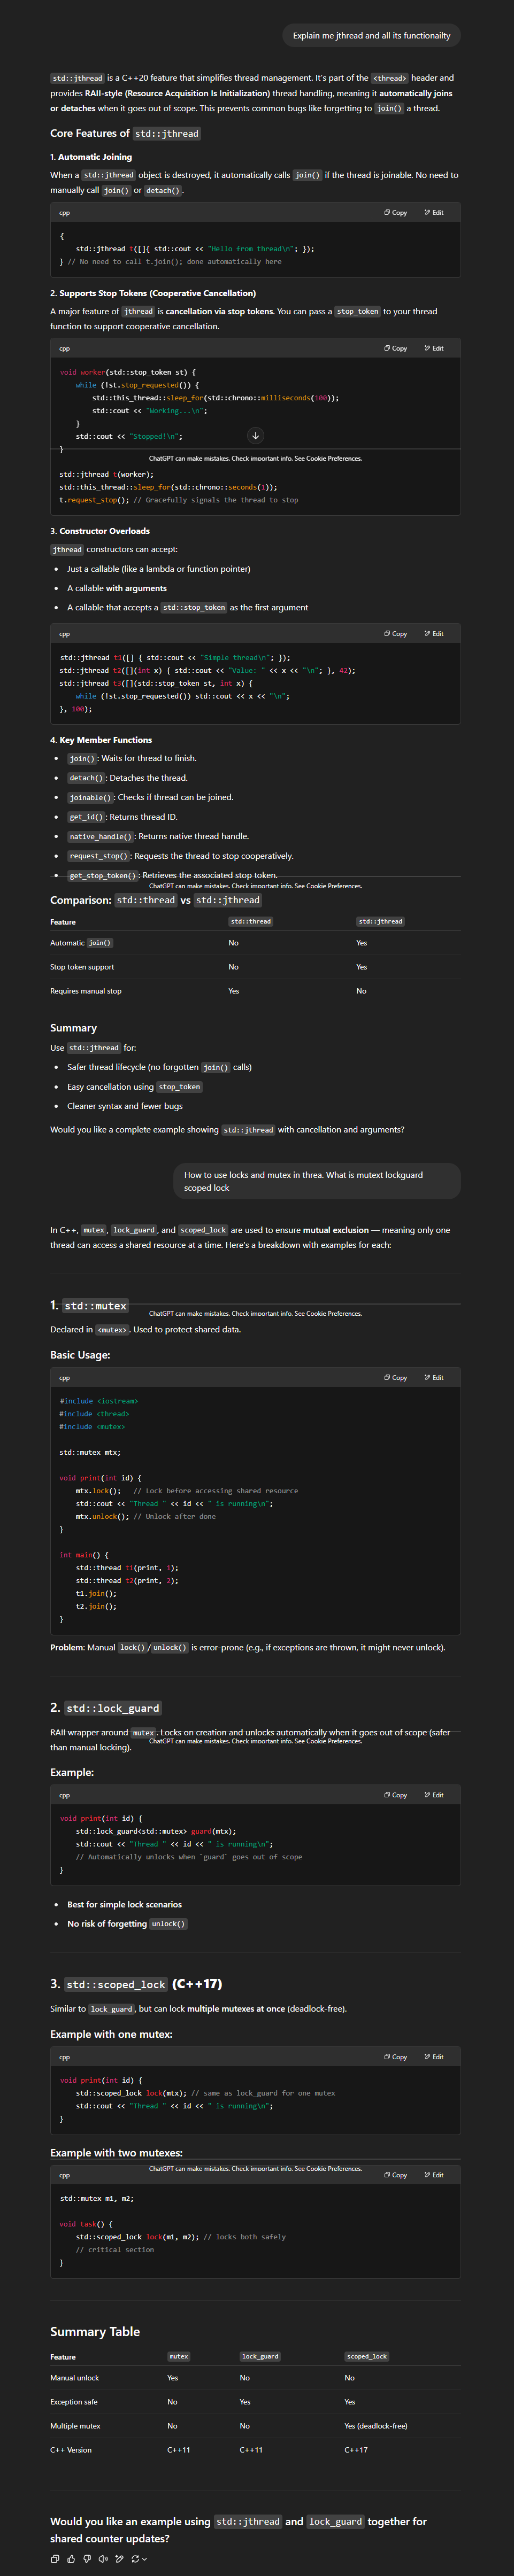 Explain me jthread and all its functionailty
std::jthread is a C++20 feature that simplifies thread management. It's part of the <thread> header and
provides RAII-style (Resource Acquisition Is Initialization) thread handling, meaning it automatically joins
or detaches when it goes out of scope. This prevents common bugs like forgetting to join() a thread.
Core Features of std::jthread
1. Automatic Joining
When a std::jthread object is destroyed, it automatically calls join() if the thread is joinable. No need to
manually call join() or detach().
cpp Copy Edit
{
    std::jthread t([]{ std::cout << "Hello from thread\n"; });
} // No need to call t.join(); done automatically here
2. Supports Stop Tokens (Cooperative Cancellation)
A major feature of jthread is cancellation via stop tokens. You can pass a stop_token to your thread
function to support cooperative cancellation.
cpp Copy Edit
void worker(std::stop_token st) {
    while (!st.stop_requested()) {
        std::this_thread::sleep_for(std::chrono::milliseconds(100));
        std::cout << "Working...\n";
    }
    std::cout << "Stopped!\n";
}
ChatGPT can make mistakes. Check important info. See Cookie Preferences.
std::jthread t(worker);
std::this_thread::sleep_for(std::chrono::seconds(1));
t.request_stop(); // Gracefully signals the thread to stop
3. Constructor Overloads
jthread constructors can accept:
• Just a callable (like a lambda or function pointer)
• A callable with arguments
• A callable that accepts a std::stop_token as the first argument
cpp Copy Edit
std::jthread t1([] { std::cout << "Simple thread\n"; });
std::jthread t2([](int x) { std::cout << "Value: " << x << "\n"; }, 42);
std::jthread t3([](std::stop_token st, int x) {
    while (!st.stop_requested()) std::cout << x << "\n";
}, 100);
4. Key Member Functions
• join(): Waits for thread to finish.
• detach(): Detaches the thread.
• joinable(): Checks if thread can be joined.
• get_id(): Returns thread ID.
• native_handle(): Returns native thread handle.
• request_stop(): Requests the thread to stop cooperatively.
• get_stop_token(): Retrieves the associated stop token.
ChatGPT can make mistakes. Check important info. See Cookie Preferences.
Comparison: std::thread vs std::jthread
Feature std::thread std::jthread
Automatic join() No Yes
Stop token support No Yes
Requires manual stop Yes No
Summary
Use std::jthread for:
• Safer thread lifecycle (no forgotten join() calls)
• Easy cancellation using stop_token
• Cleaner syntax and fewer bugs
Would you like a complete example showing std::jthread with cancellation and arguments?
How to use locks and mutex in threa. What is mutext lockguard
scoped lock
In C++, mutex, lock_guard, and scoped_lock are used to ensure mutual exclusion — meaning only one
thread can access a shared resource at a time. Here's a breakdown with examples for each:
1. std::mutex
ChatGPT can make mistakes. Check important info. See Cookie Preferences.
Declared in <mutex>. Used to protect shared data.
Basic Usage:
cpp Copy Edit
#include <iostream>
#include <thread>
#include <mutex>
std::mutex mtx;
void print(int id) {
    mtx.lock();   // Lock before accessing shared resource
    std::cout << "Thread " << id << " is running\n";
    mtx.unlock(); // Unlock after done
}
int main() {
    std::thread t1(print, 1);
    std::thread t2(print, 2);
    t1.join();
    t2.join();
}
Problem: Manual lock()/unlock() is error-prone (e.g., if exceptions are thrown, it might never unlock).
2. std::lock_guard
RAII wrapper around mutex. Locks on creation and unlocks automatically when it goes out of scope (safer
than manual locking).
ChatGPT can make mistakes. Check important info. See Cookie Preferences.
Example:
cpp Copy Edit
void print(int id) {
    std::lock_guard<std::mutex> guard(mtx);
    std::cout << "Thread " << id << " is running\n";
    // Automatically unlocks when `guard` goes out of scope
}
• Best for simple lock scenarios
• No risk of forgetting unlock()
3. std::scoped_lock (C++17)
Similar to lock_guard, but can lock multiple mutexes at once (deadlock-free).
Example with one mutex:
cpp Copy Edit
void print(int id) {
    std::scoped_lock lock(mtx); // same as lock_guard for one mutex
    std::cout << "Thread " << id << " is running\n";
}
Example with two mutexes:
ChatGPT can make mistakes. Check important info. See Cookie Preferences.
cpp Copy Edit
std::mutex m1, m2;
void task() {
    std::scoped_lock lock(m1, m2); // locks both safely
    // critical section
}
Summary Table
Feature mutex lock_guard scoped_lock
Manual unlock Yes No No
Exception safe No Yes Yes
Multiple mutex No No Yes (deadlock-free)
C++ Version C++11 C++11 C++17
Would you like an example using std::jthread and lock_guard together for
shared counter updates?